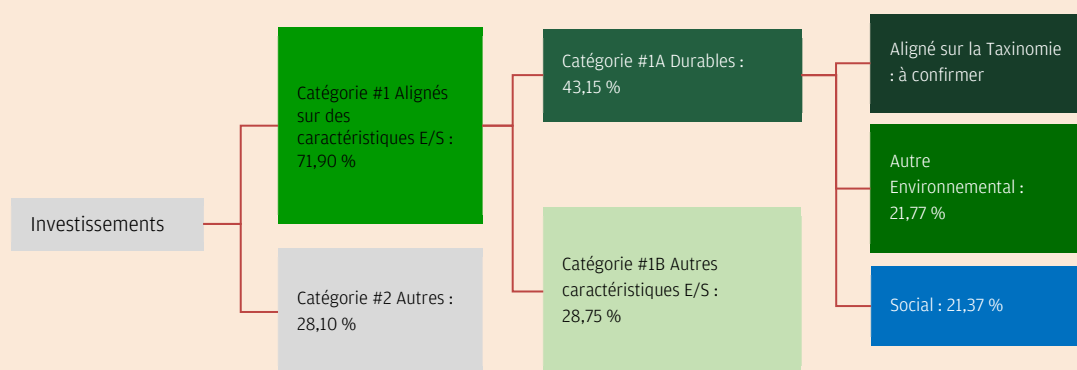 Investissements
Catégorie #1 Alignés
sur des
caractéristiques E/S :
71,90 %
Catégorie #2 Autres :
28,10 %
Catégorie #1A Durables :
43,15 %
Catégorie #1B Autres
caractéristiques E/S :
28,75 %
Aligné sur la Taxinomie
: à confirmer
Autre
Environnemental :
21,77 %
Social : 21,37 %